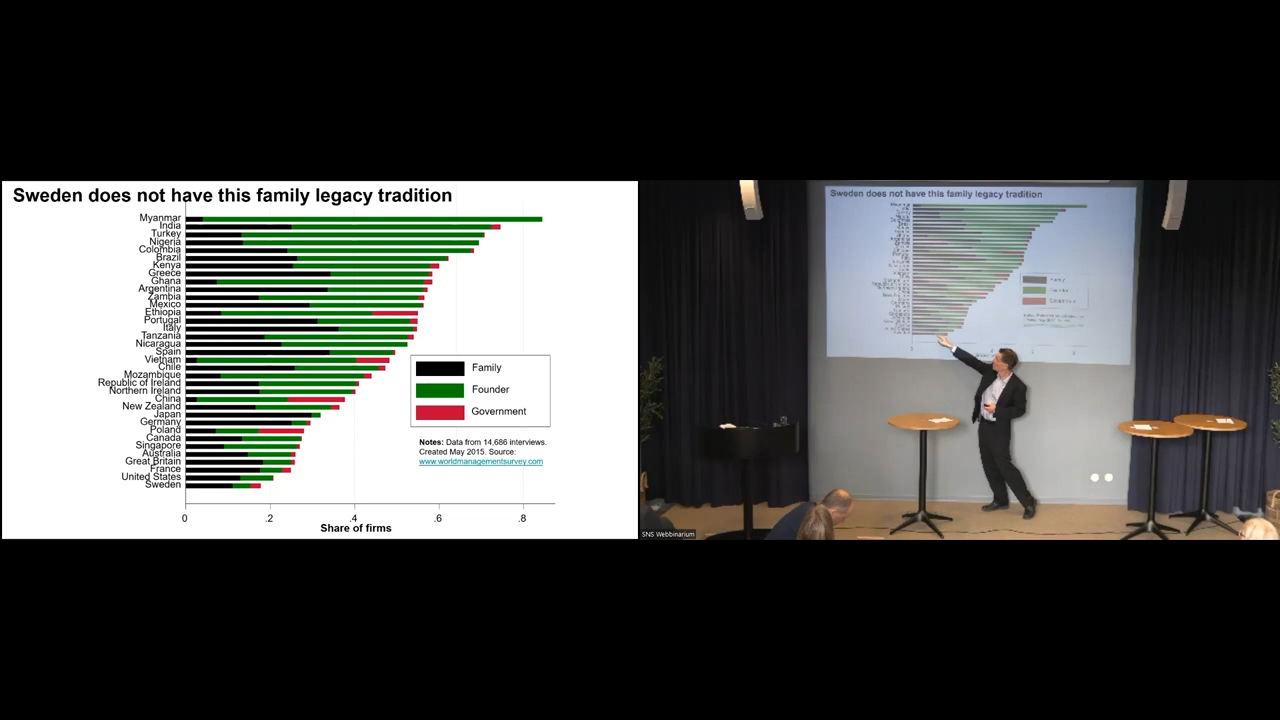 Sweden does not have this family legacy tradition
Myanmar
India
Turkey
Nigeria
Colombia
Brazil
Kenya
Greece
Ghana
Argentina
Zambia
Mexico
Ethiopia
Portugal
Italy
Tanzania
Nicaragua
Spain
Vietnam
Chile
Mozambique
Republic of Ireland
Northern Ireland
China
New Zealand
Japan
Germany
Poland
Canada
Singapore
Australia
Great Britain
France
United States
Sweden
0 .2 .4 .6 .8
Share of firms
Family
Founder
Government
Notes: Data from 14,686 interviews.
Created May 2015. Source:
www.worldmanagementsurvey.com
Sweden does not have this family legacy tradition
Family
Founder
Government
SNS Webbinarium